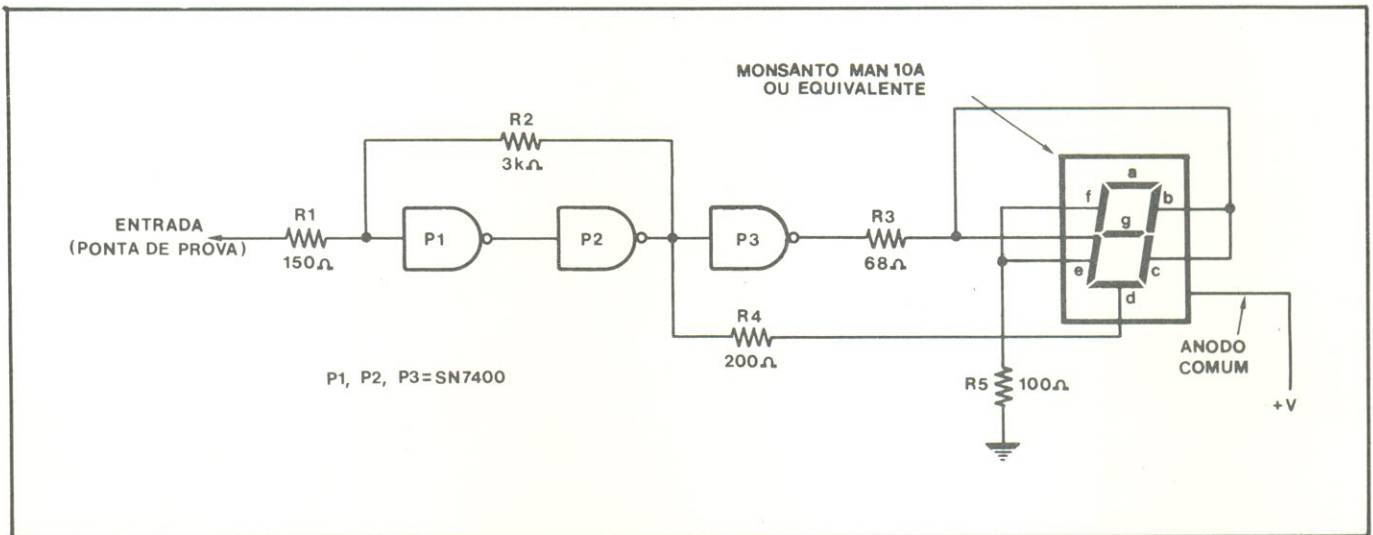 MONSANTO MAN 10A
OU EQUIVALENTE
R2
3kΩ
ENTRADA
(PONTA DE PROVA)
R1
150Ω
P1
P2
P3
R3
68Ω
a
f
b
g
e
c
d
R4
200Ω
P1, P2, P3=SN7400
R5
100Ω
ANODO
COMUM
+V